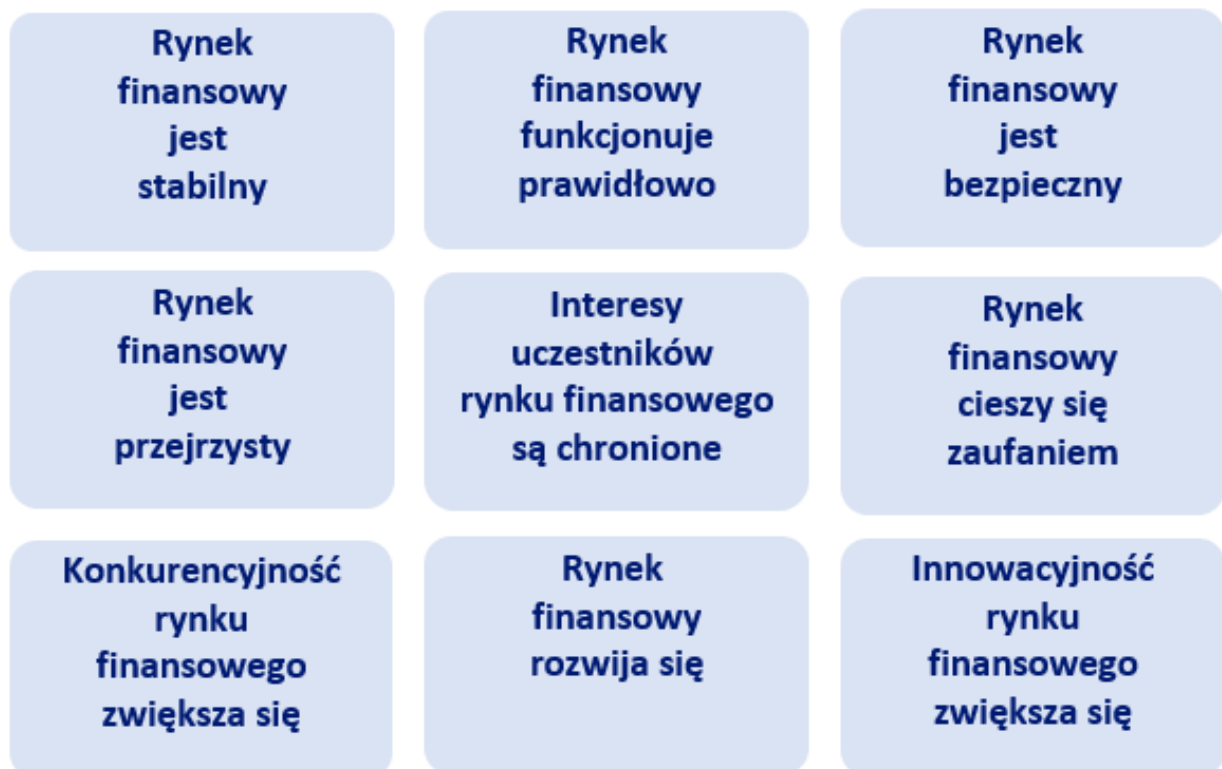 Rynek
finansowy
jest
stabilny
Rynek
finansowy
funkcjonuje
prawidłowo
Rynek
finansowy
jest
bezpieczny
Rynek
finansowy
jest
przejrzysty
Interesy
uczestników
rynku finansowego
są chronione
Rynek
finansowy
cieszy się
zaufaniem
Konkurencyjność
rynku
finansowego
zwiększa się
Rynek
finansowy
rozwija się
Innowacyjność
rynku
finansowego
zwiększa się